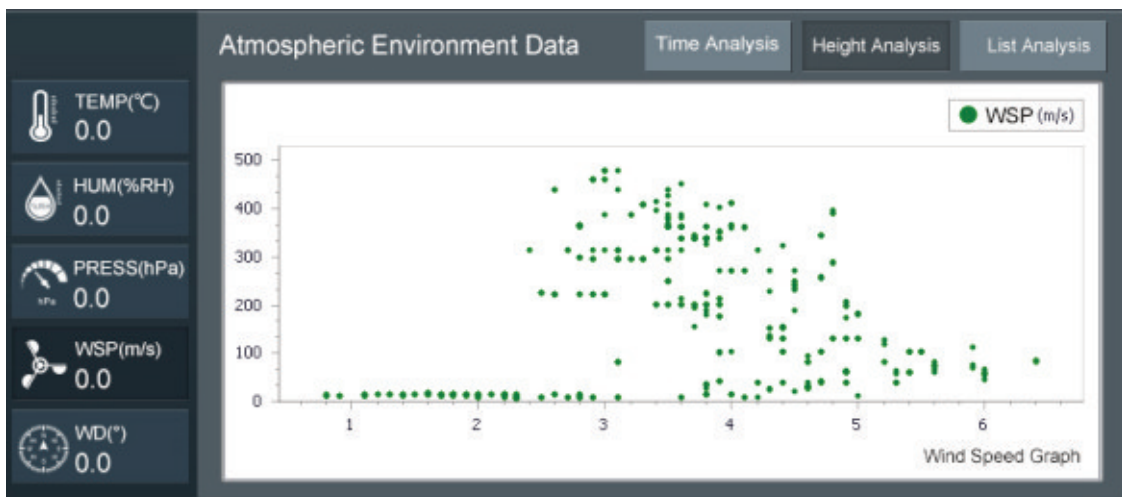 Atmospheric Environment Data
Time Analysis
Height Analysis
List Analysis
TEMP(℃)
0.0
HUM(%RH)
0.0
PRESS(hPa)
hPa
0.0
WSP(m/s)
0.0
WD(°)
0.0
WSP (m/s)
500
400
300
200
100
0
1 2 3 4 5 6
Wind Speed Graph